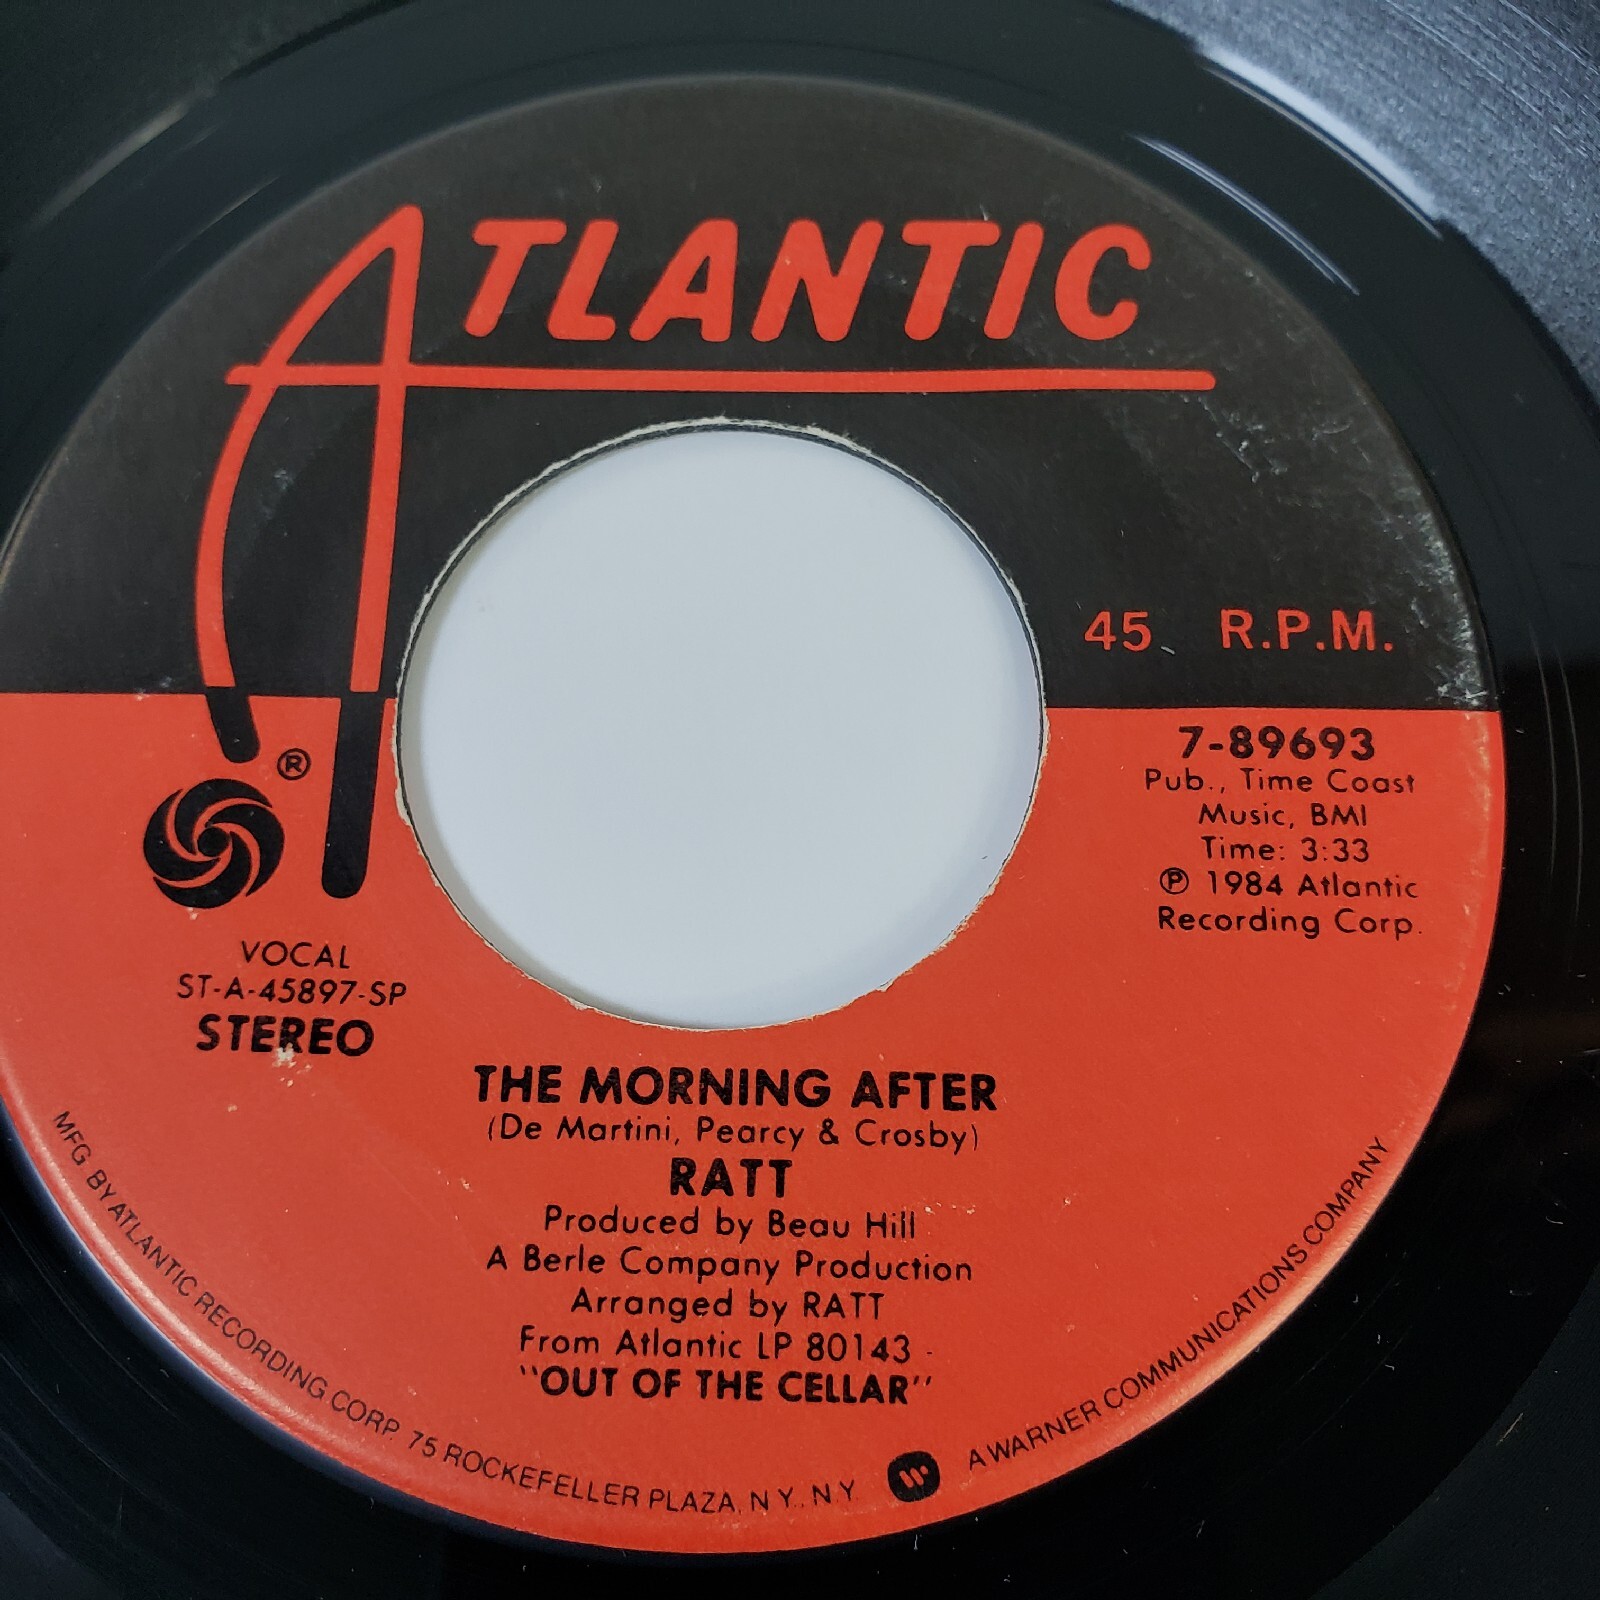 ATLANTIC
45 R.P.M.
®
7-89693
Pub., Time Coast
Music, BMI
Time: 3:33
℗ 1984 Atlantic
Recording Corp.
VOCAL
ST-A-45897-SP
STEREO
THE MORNING AFTER
(De Martini, Pearcy & Crosby)
RATT
Produced by Beau Hill
A Berle Company Production
Arranged by RATT
From Atlantic LP 80143 -
"OUT OF THE CELLAR"
MFG BY ATLANTIC RECORDING CORP. 75 ROCKEFELLER PLAZA, N.Y., N.Y. W A WARNER COMMUNICATIONS COMPANY